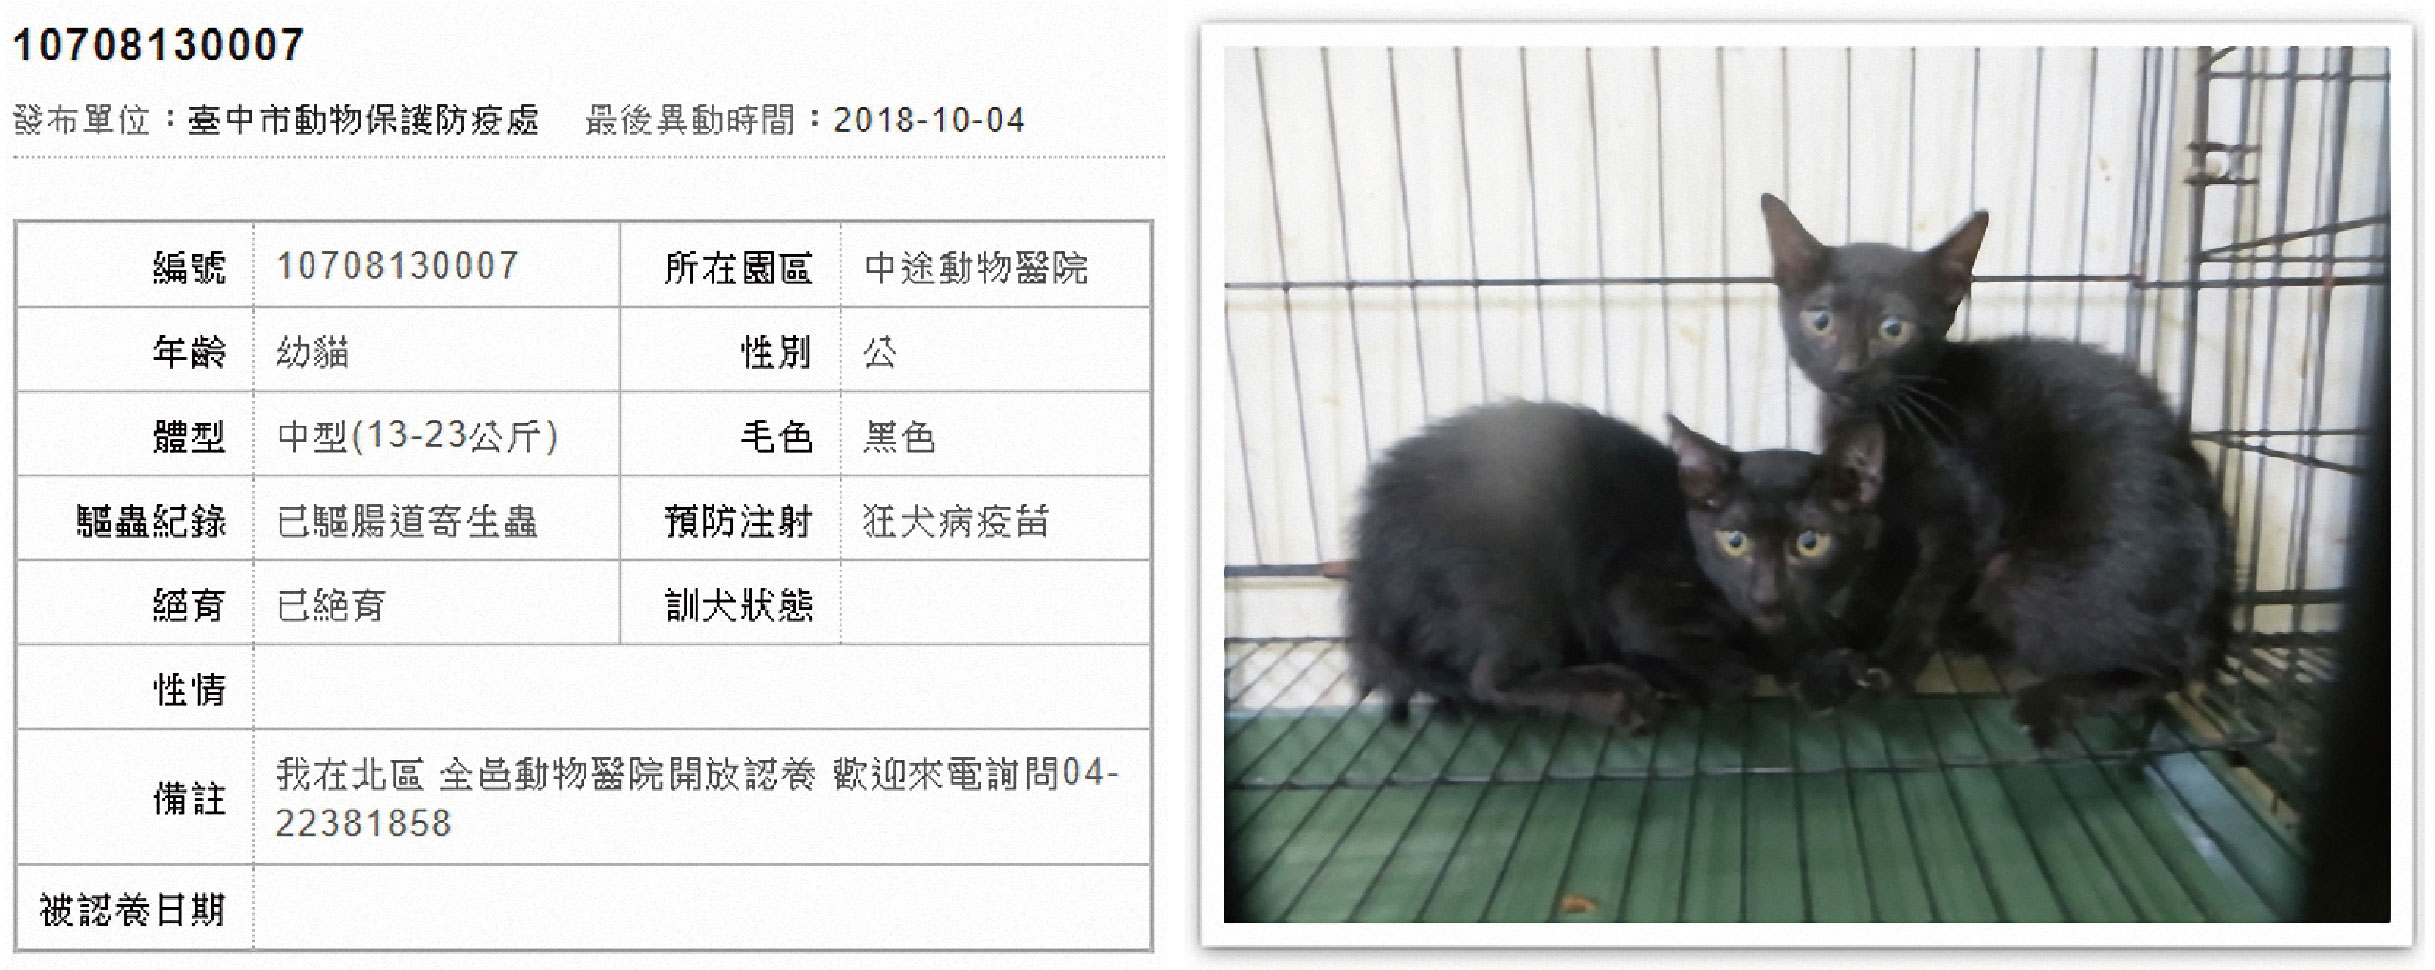 10708130007
發布單位：臺中市動物保護防疫處 最後異動時間：2018-10-04
編號 10708130007 所在園區 中途動物醫院
年齡 幼貓 性別 公
體型 中型(13-23公斤) 毛色 黑色
驅蟲紀錄 已驅腸道寄生蟲 預防注射 狂犬病疫苗
絕育 已絕育 訓犬狀態
性情
備註 我在北區 全邑動物醫院開放認養 歡迎來電詢問04-
22381858
被認養日期